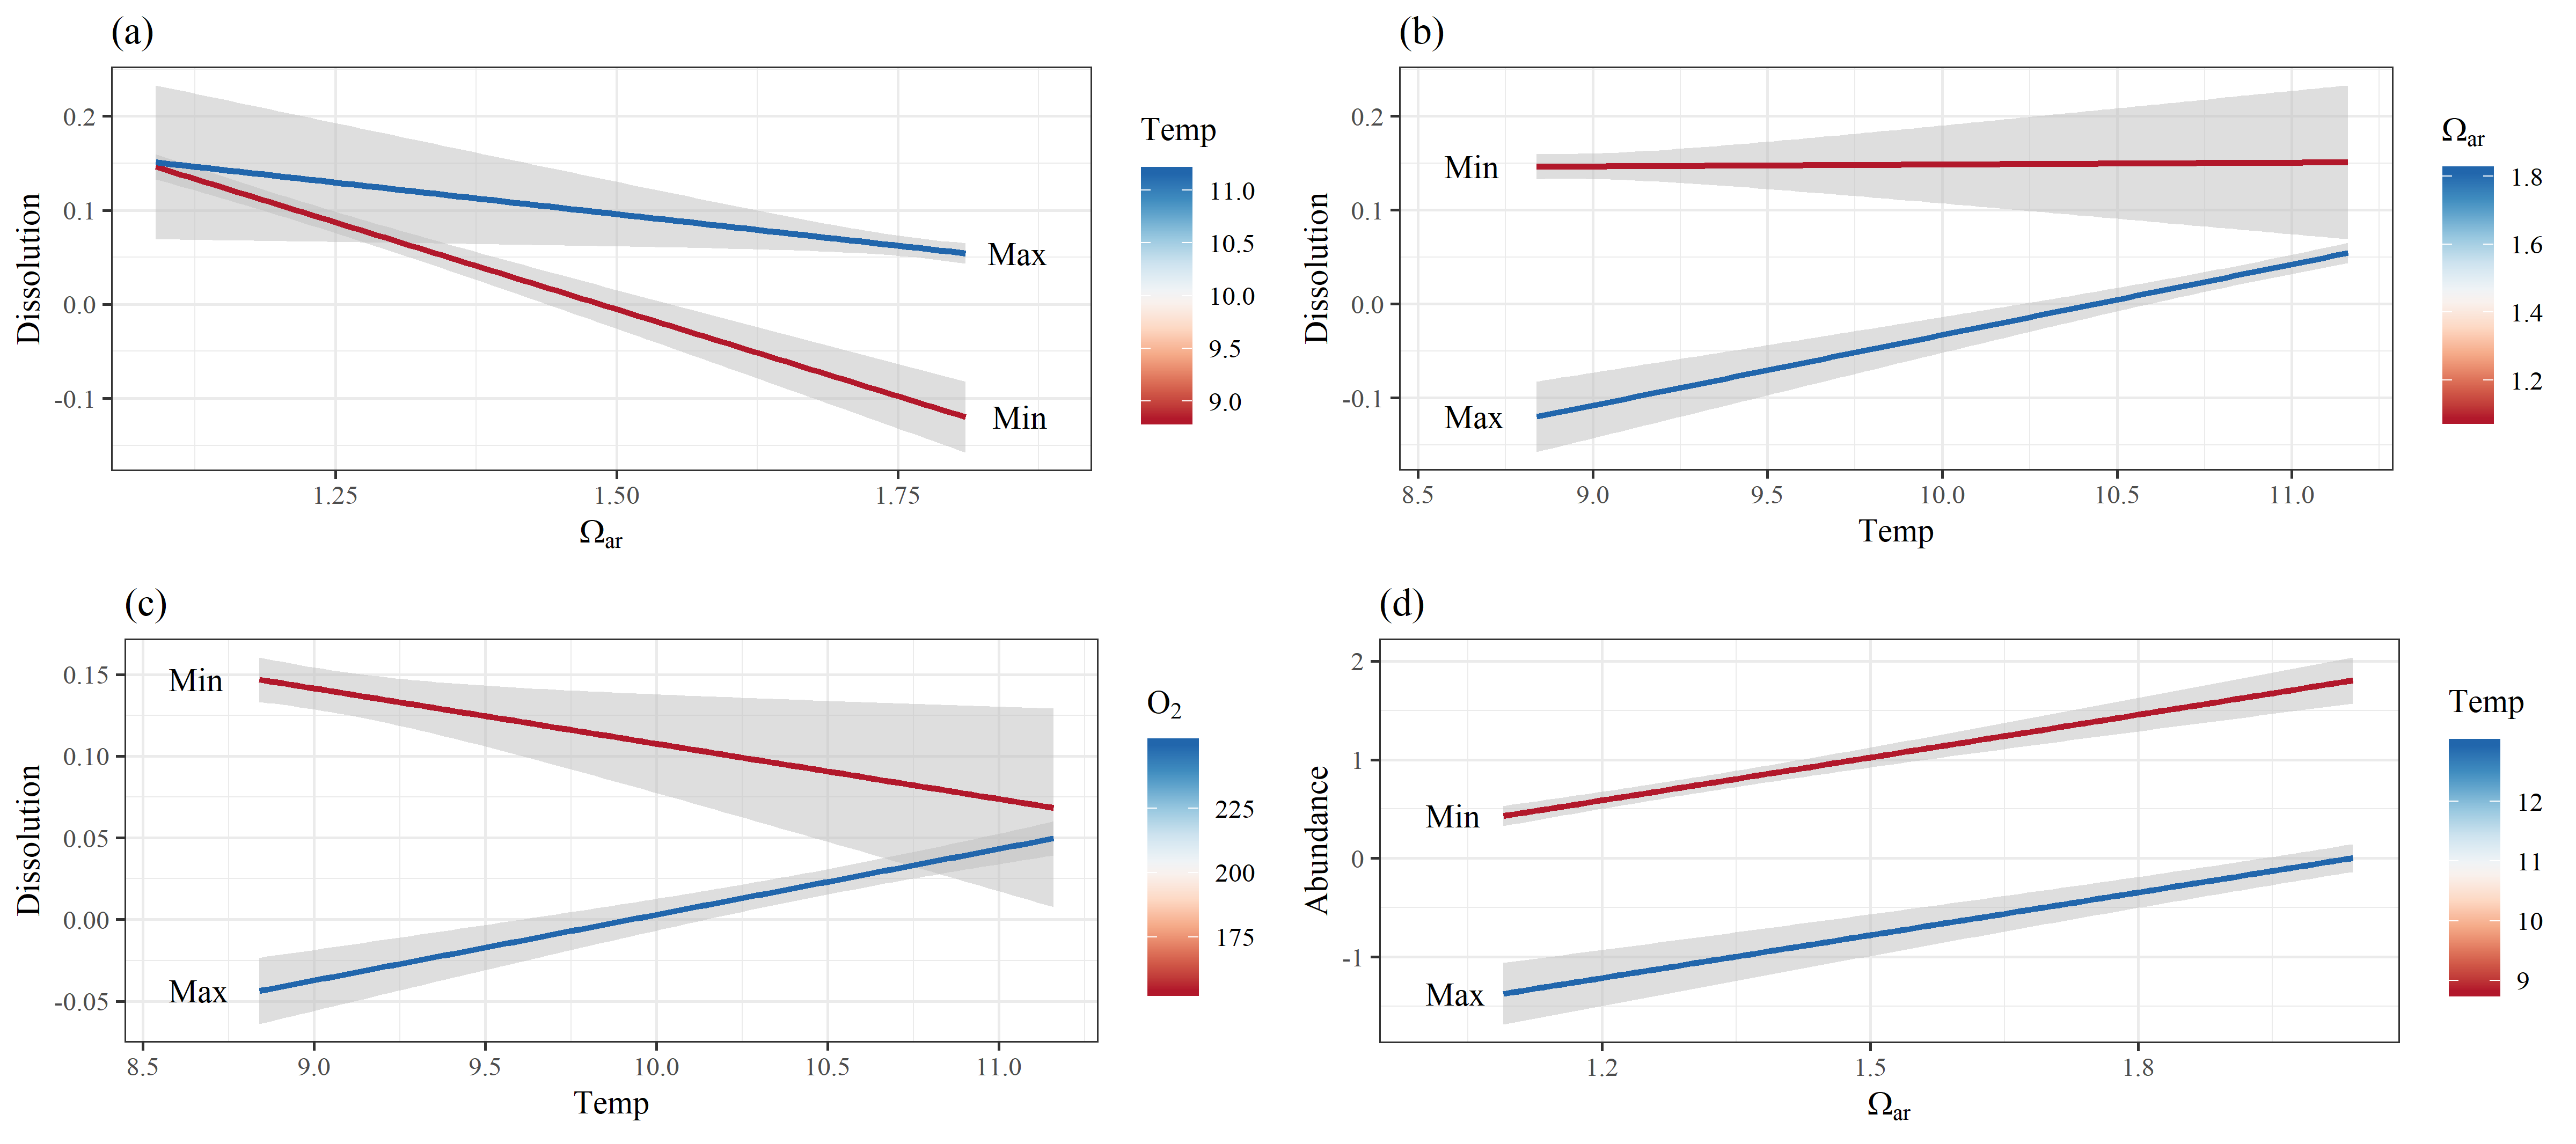 (a)
Dissolution
0.2
0.1
0.0
-0.1
1.25 1.50 1.75
Ωar
Max
Min
Temp
11.0
10.5
10.0
9.5
9.0
(b)
Dissolution
0.2
0.1
0.0
-0.1
8.5 9.0 9.5 10.0 10.5 11.0
Temp
Min
Max
Ωar
1.8
1.6
1.4
1.2
(c)
Dissolution
0.15
0.10
0.05
0.00
-0.05
8.5 9.0 9.5 10.0 10.5 11.0
Temp
Min
Max
O2
225
200
175
(d)
Abundance
2
1
0
-1
1.2 1.5 1.8
Ωar
Min
Max
Temp
12
11
10
9